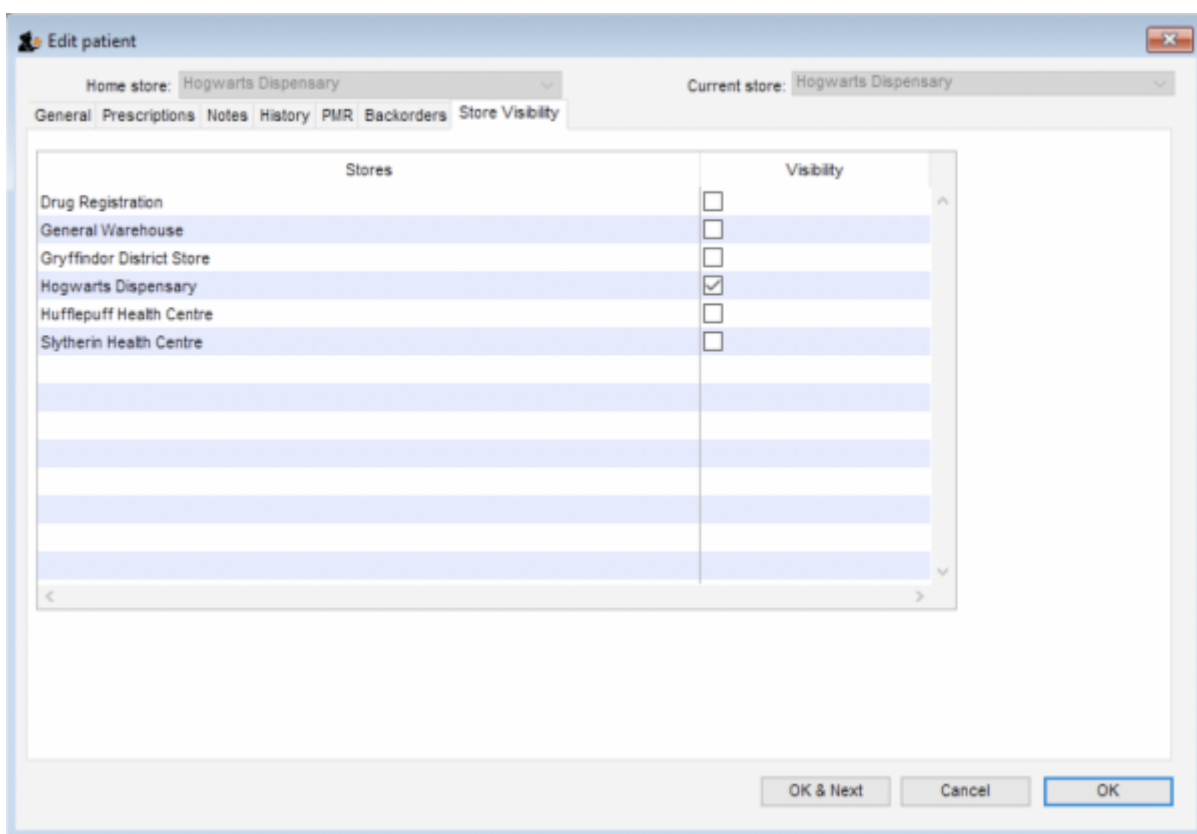 Edit patient
Home store: Hogwarts Dispensary Current store: Hogwarts Dispensary
General Prescriptions Notes History PMR Backorders Store Visibility
Stores Visibility
Drug Registration
General Warehouse
Gryffindor District Store
Hogwarts Dispensary
Hufflepuff Health Centre
Slytherin Health Centre
OK & Next Cancel OK